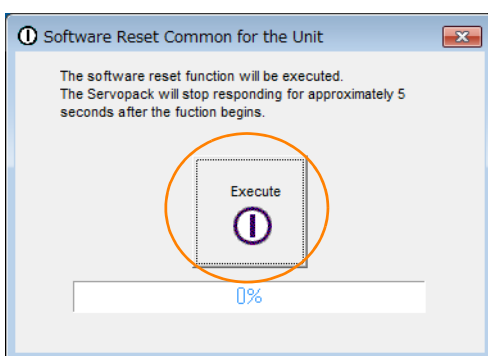 Software Reset Common for the Unit
The software reset function will be executed.
The Servopack will stop responding for approximately 5
seconds after the fuction begins.
Execute
0%